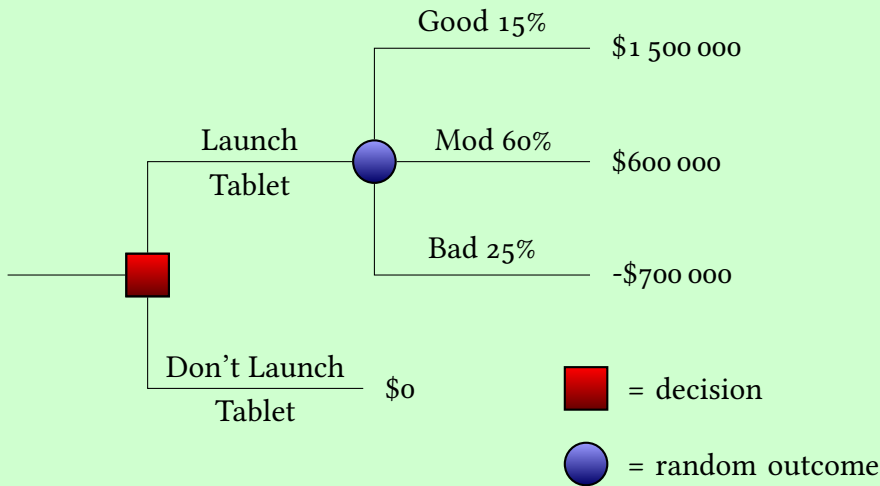 Good 15%
$1 500 000
Launch
Tablet
Mod 60%
$600 000
Bad 25%
-$700 000
Don't Launch
Tablet
$0
= decision
= random outcome